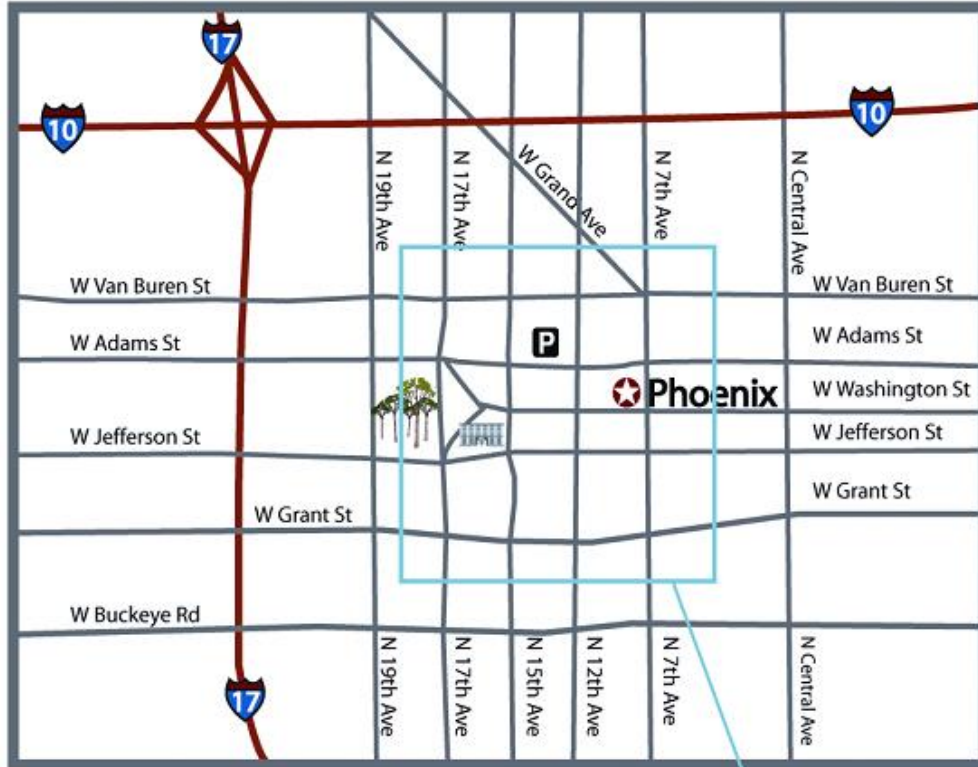 17
10
10
N 19th Ave
N 17th Ave
W Grand Ave
N 7th Ave
N Central Ave
W Van Buren St
W Van Buren St
W Adams St
P
W Adams St
Phoenix
W Washington St
W Jefferson St
W Jefferson St
W Grant St
W Grant St
W Buckeye Rd
N 19th Ave
N 17th Ave
N 15th Ave
N 12th Ave
N 7th Ave
N Central Ave
17